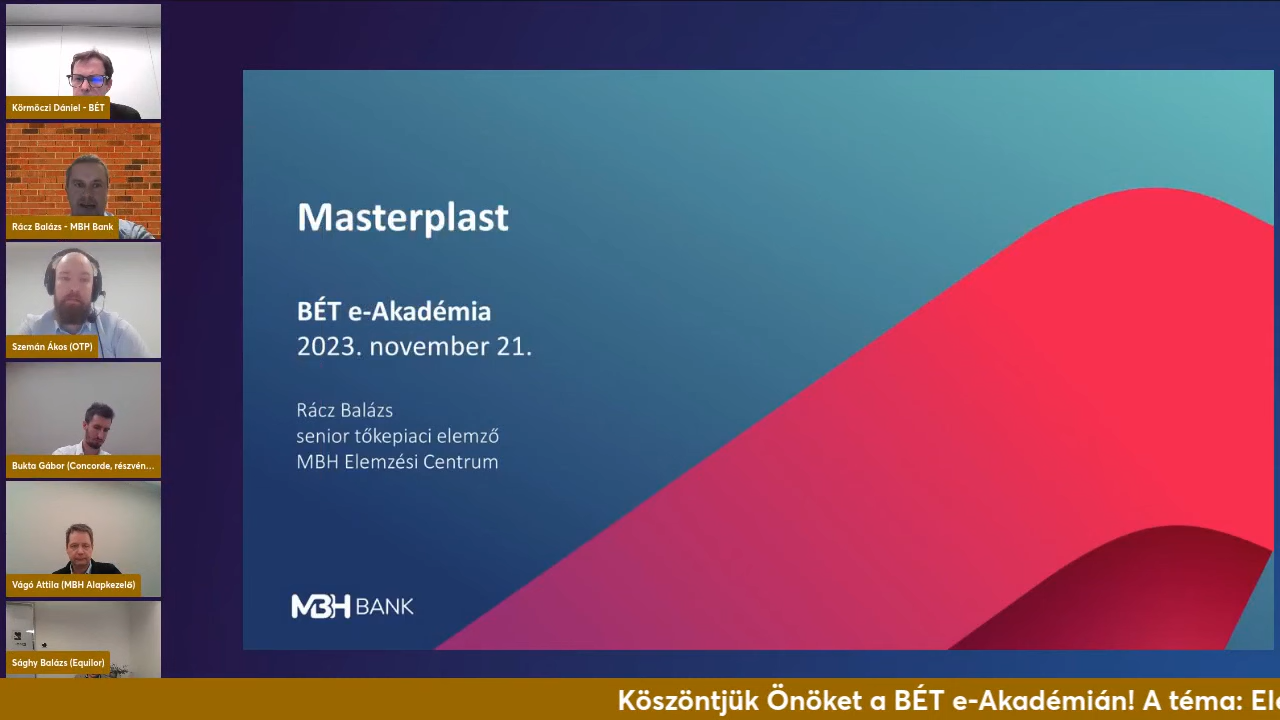 Körmöczi Dániel - BÉT
Rácz Balázs - MBH Bank
Szemán Ákos (OTP)
Bukta Gábor (Concorde, részvén...
Vágó Attila (MBH Alapkezelő)
Sághy Balázs (Equilor)
Masterplast
BÉT e-Akadémia
2023. november 21.
Rácz Balázs
senior tőkepiaci elemző
MBH Elemzési Centrum
MBH BANK
Köszöntjük Önöket a BÉT e-Akadémián! A téma: